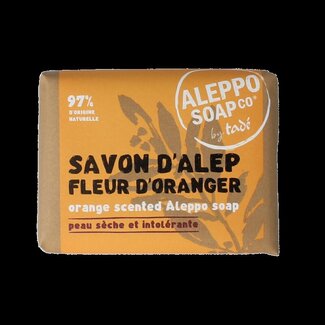 97%
D'ORIGINE
NATURELLE
ALEPPO
SOAP CO®
by tadé
SAVON D'ALEP
FLEUR D'ORANGER
orange scented Aleppo soap
peau sèche et intolérante